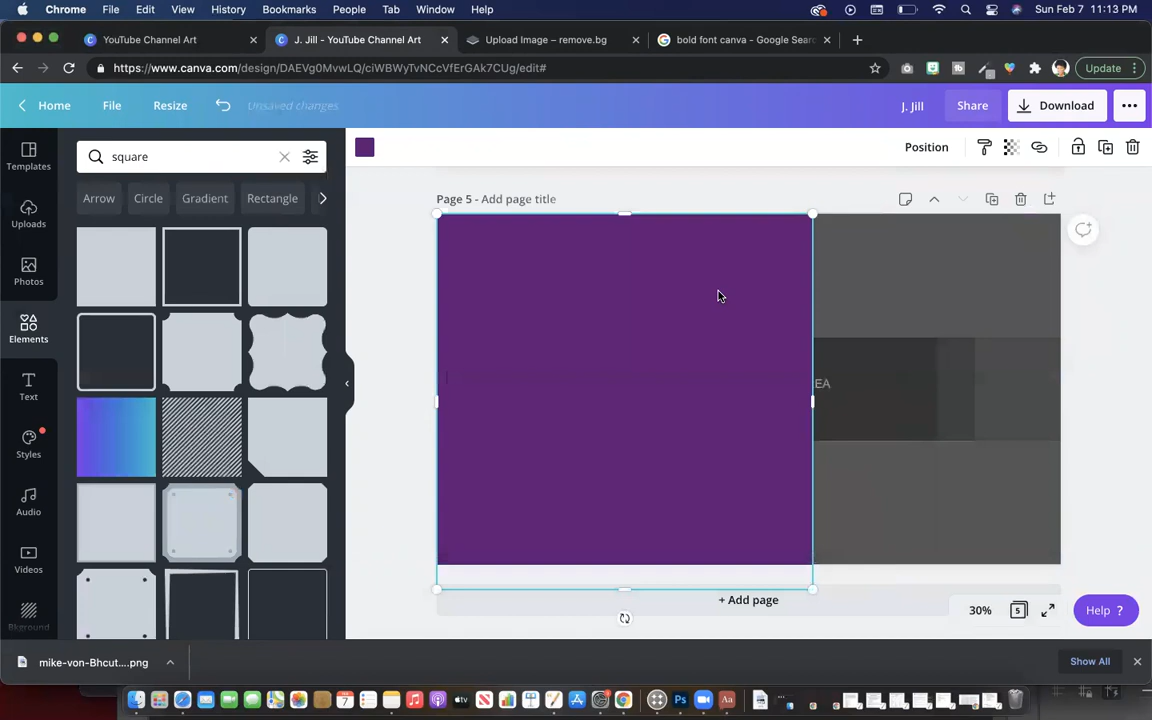 Chrome File Edit View History Bookmarks People Tab Window Help Sun Feb 7 11:13 PM
YouTube Channel Art J. Jill - YouTube Channel Art Upload Image – remove.bg bold font canva - Google Sear
https://www.canva.com/design/DAEVg0MvwLQ/ciWBWyTvNCcVfErGAk7CUg/edit# Update
Home File Resize Unsaved changes J. Jill Share Download
Templates
Uploads
Photos
Elements
Text
Styles
Audio
Videos
Bkground
square
Arrow Circle Gradient Rectangle
Position
Page 5 - Add page title
EA
+ Add page
30% 5 Help ?
mike-von-Bhcut....png Show All